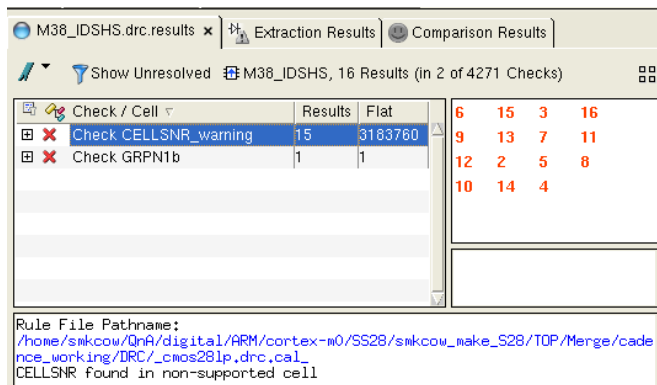 M38_IDSHS.drc.results × Extraction Results Comparison Results
Show Unresolved M38_IDSHS, 16 Results (in 2 of 4271 Checks)
Check / Cell Results Flat
Check CELLSNR_warning 15 3183760
Check GRPN1b 1 1
6 15 3 16
9 13 7 11
12 2 5 8
10 14 4
Rule File Pathname:
/home/smkcow/QnA/digital/ARM/cortex-m0/SS28/smkcow_make_S28/TOP/Merge/cade
nce_working/DRC/_cmos28lp.drc.cal_
CELLSNR found in non-supported cell